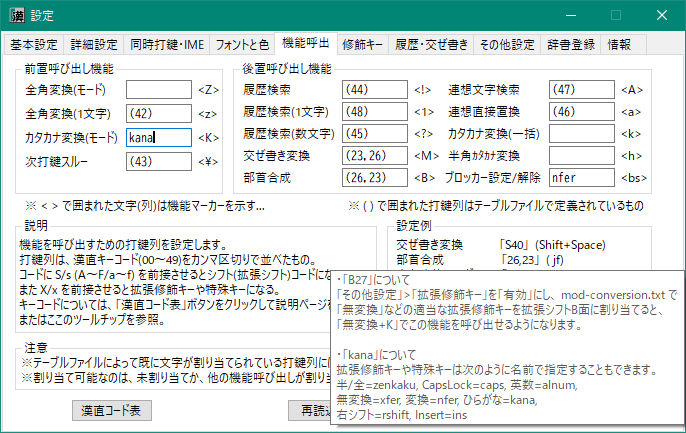 漢 設定
基本設定 詳細設定 同時打鍵・IME フォントと色 機能呼出 修飾キー 履歴・交ぜ書き その他設定 辞書登録 情報
前置呼び出し機能
全角変換(モード) <Z>
全角変換(1文字) (42) <z>
カタカナ変換(モード) kana <K>
次打鍵スルー (43) <¥>
後置呼び出し機能
履歴検索 (44) <!> 連想文字検索 (47) <A>
履歴検索(1文字) (48) <1> 連想直接置換 (46) <a>
履歴検索(数文字) (45) <?> カタカナ変換(一括) <k>
交ぜ書き変換 (23,26) <M> 半角カタカナ変換 <h>
部首合成 (26,23) <B> ブロッカー設定/解除 nfer <bs>
※ < > で囲まれた文字(列)は機能マーカーを示す... ※ ( ) で囲まれた打鍵列はテーブルファイルで定義されているもの
説明
機能を呼び出すための打鍵列を設定します。
打鍵列は、漢直キーコード(00～49)をカンマ区切りで並べたもの。
コードに S/s (A～F/a～f) を前接させるとシフト(拡張シフト)コードにな
また X/x を前接すると拡張修飾キーや特殊キーになる。
キーコードについては、「漢直コード表」ボタンをクリックして説明ページを
またはここのツールチップを参照。
設定例
交ぜ書き変換 「S40」 (Shift+Space)
部首合成 「26,23」 ( jf)
・「B27」について
「その他設定」>「拡張修飾キー」を「有効」にし、mod-conversion.txt で
「無変換」などの適当な拡張修飾キーを拡張シフトB面に割り当てると、
「無変換+K」でこの機能を呼び出せるようになります。
・「kana」について
拡張修飾キーや特殊キーは次のように名前で指定することもできます。
半/全=zenkaku, CapsLock=caps, 英数=alnum,
無変換=xfer, 変換=nfer, ひらがな=kana,
右シフト=rshift, Insert=ins
注意
※テーブルファイルによって既に文字が割り当てられている打鍵列に
※割り当て可能なのは、未割り当てか、他の機能呼び出しが割り
漢直コード表 再読込